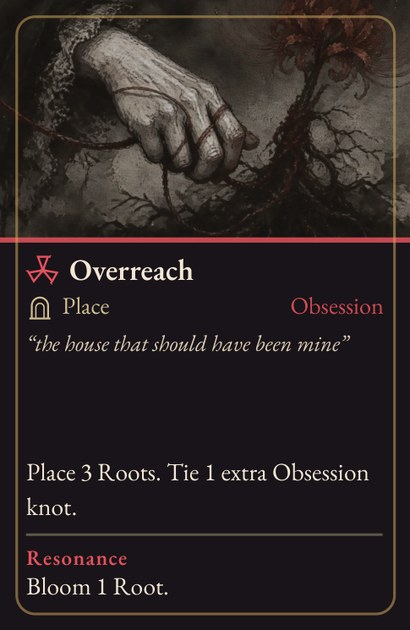 Overreach
Place Obsession
“the house that should have been mine”
Place 3 Roots. Tie 1 extra Obsession
knot.
Resonance
Bloom 1 Root.